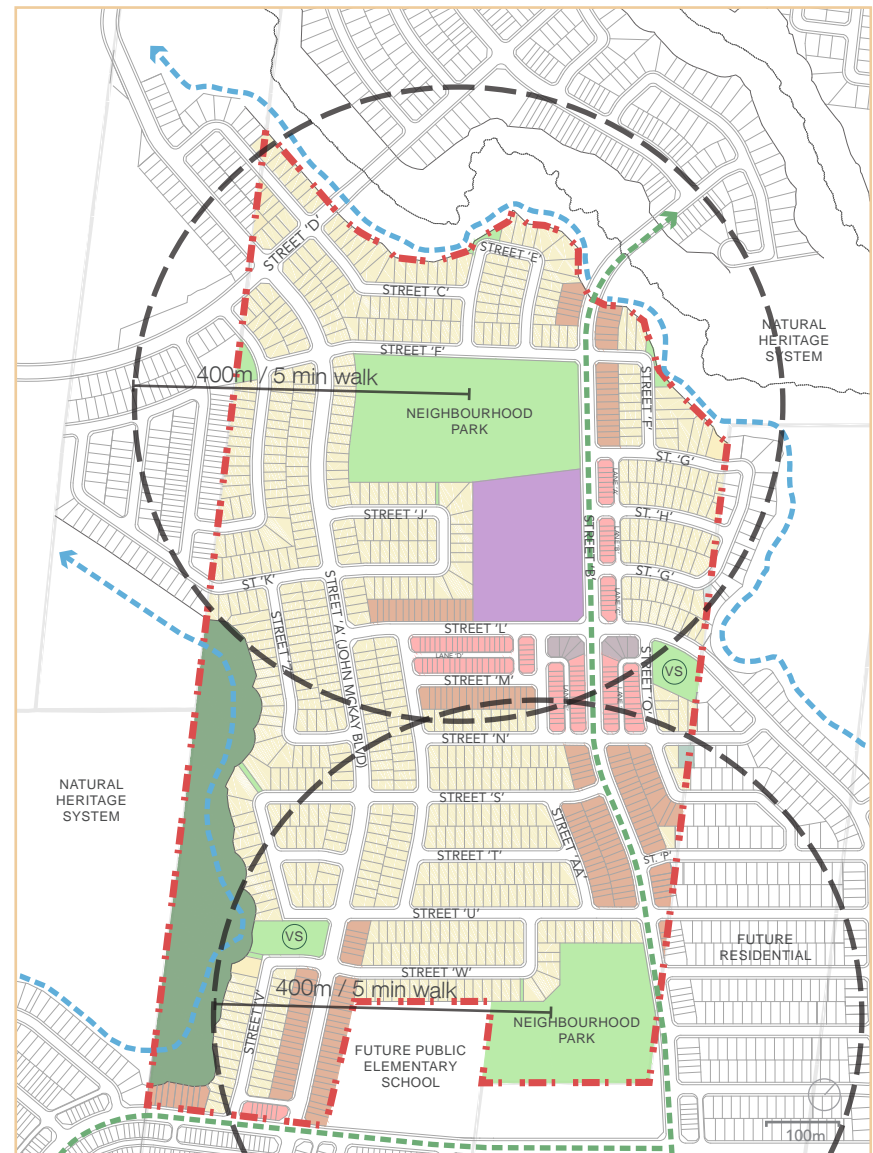 STREET 'D'
STREET 'E'
STREET 'C'
NATURAL
HERITAGE
SYSTEM
STREET 'F'
400m / 5 min walk
STREET 'F'
NEIGHBOURHOOD
PARK
ST. 'G'
STREET 'J'
ST. 'H'
STREET 'B'
ST. 'G'
ST. 'K'
STREET 'A' (JOHN MCKAY BLVD)
STREET 'Z'
STREET 'L'
LANE 'D'
STREET 'O'
VS
STREET 'M'
STREET 'N'
NATURAL
HERITAGE
SYSTEM
STREET 'S'
STREET 'AA'
STREET 'T'
ST. 'P'
STREET 'U'
VS
FUTURE
RESIDENTIAL
STREET 'W'
400m / 5 min walk
STREET 'V'
NEIGHBOURHOOD
PARK
FUTURE PUBLIC
ELEMENTARY
SCHOOL
100m